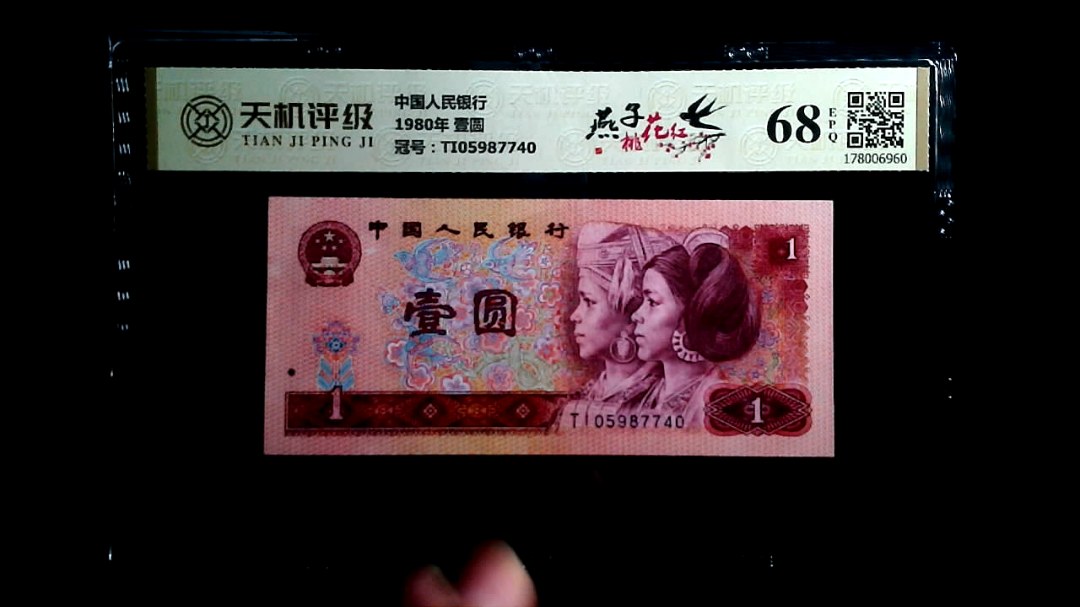 天机评级
TIAN JI PING JI
中国人民银行
1980年 壹圆
冠号：TI05987740
燕子
桃花红
68
EPQ
178006960
中国人民银行
1
壹圆
1
TI05987740
1